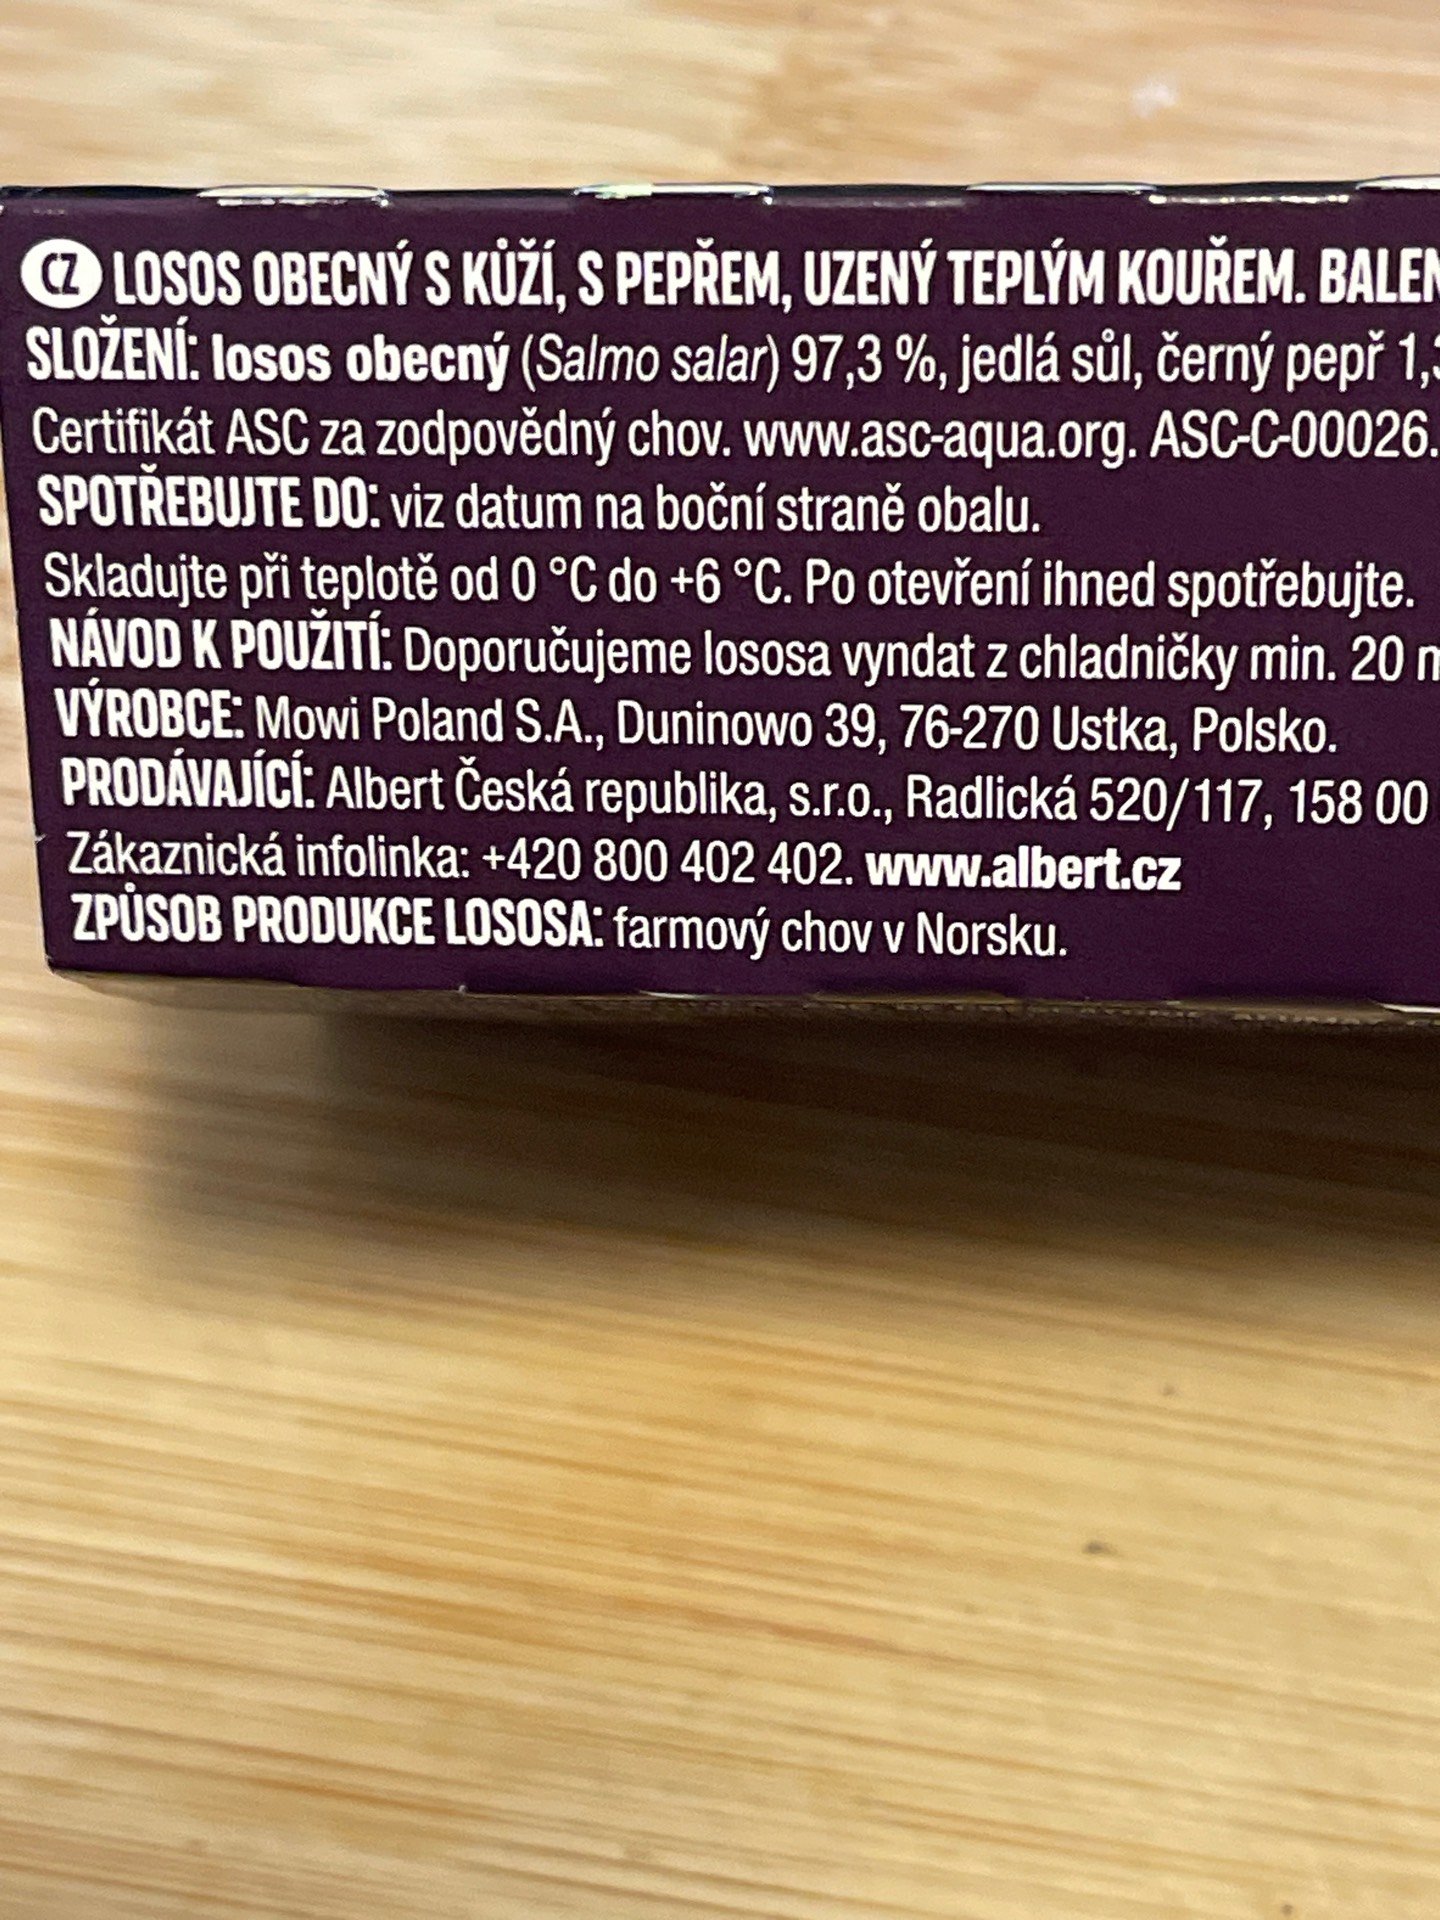 CZ LOSOS OBECNÝ S KŮŽÍ, S PEPŘEM, UZENÝ TEPLÝM KOUŘEM.
SLOŽENÍ: losos obecný (Salmo salar) 97,3 %, jedlá sůl, černý pepř
Certifikát ASC za zodpovědný chov. www.asc-aqua.org. ASC-C-00026.
SPOTŘEBUJTE DO: viz datum na boční straně obalu.
Skladujte při teplotě od 0 °C do +6 °C. Po otevření ihned spotřebujte.
NÁVOD K POUŽITÍ: Doporučujeme lososa vyndat z chladničky min. 20
VÝROBCE: Mowi Poland S.A., Duninowo 39, 76-270 Ustka, Polsko.
PRODÁVAJÍCÍ: Albert Česká republika, s.r.o., Radlická 520/117, 158 00
Zákaznická infolinka: +420 800 402 402. www.albert.cz
ZPŮSOB PRODUKCE LOSOSA: farmový chov v Norsku.